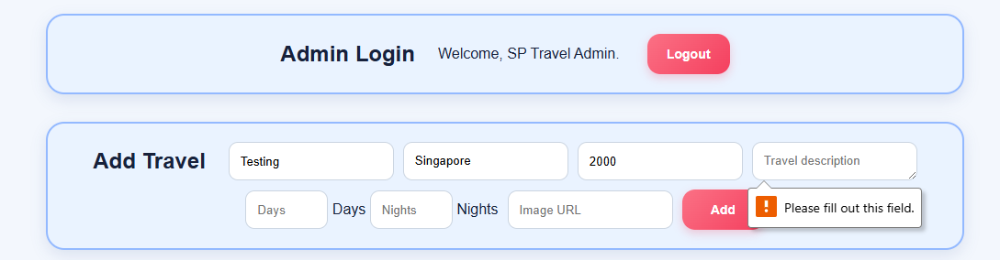 Admin Login Welcome, SP Travel Admin. Logout
Add Travel Testing Singapore 2000 Travel description
Days Days Nights Nights Image URL Add ! Please fill out this field.